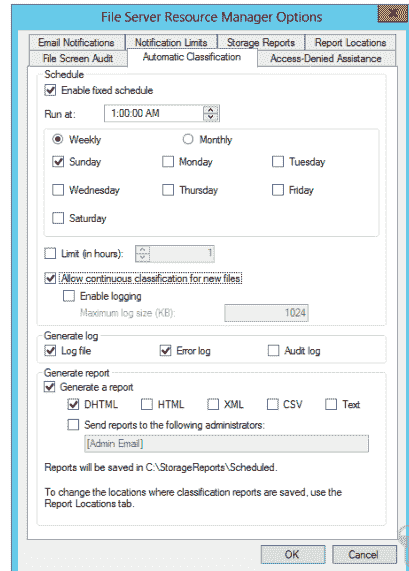 File Server Resource Manager Options
Email Notifications Notification Limits Storage Reports Report Locations
File Screen Audit Automatic Classification Access-Denied Assistance
Schedule
Enable fixed schedule
Run at: 1:00:00 AM
Weekly Monthly
Sunday Monday Tuesday
Wednesday Thursday Friday
Saturday
Limit (in hours): 1
Allow continuous classification for new files
Enable logging
Maximum log size (KB): 1024
Generate log
Log file Error log Audit log
Generate report
Generate a report
DHTML HTML XML CSV Text
Send reports to the following administrators:
[Admin Email]
Reports will be saved in C:\StorageReports\Scheduled.
To change the locations where classification reports are saved, use the
Report Locations tab.
OK Cancel